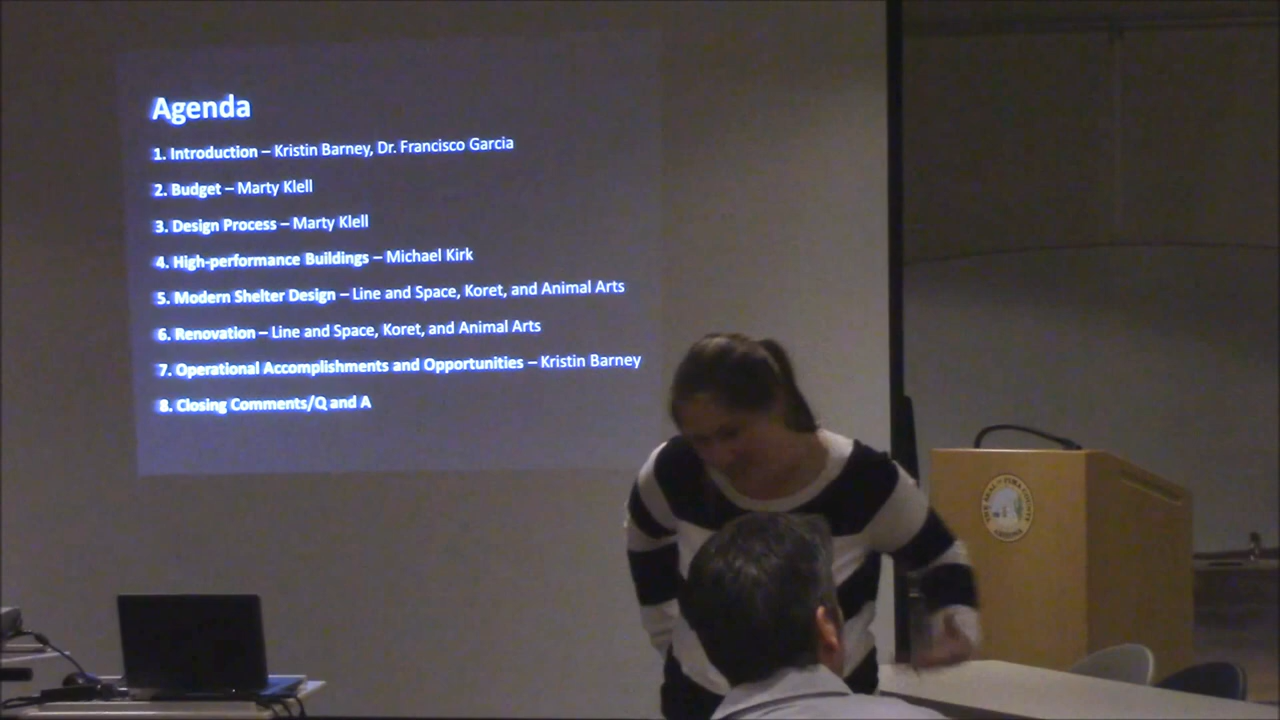 Agenda
1. Introduction – Kristin Barney, Dr. Francisco Garcia
2. Budget – Marty Klell
3. Design Process – Marty Klell
4. High-performance Buildings – Michael Kirk
5. Modern Shelter Design – Line and Space, Koret, and Animal Arts
6. Renovation – Line and Space, Koret, and Animal Arts
7. Operational Accomplishments and Opportunities – Kristin Barney
8. Closing Comments/Q and A
PIMA COUNTY